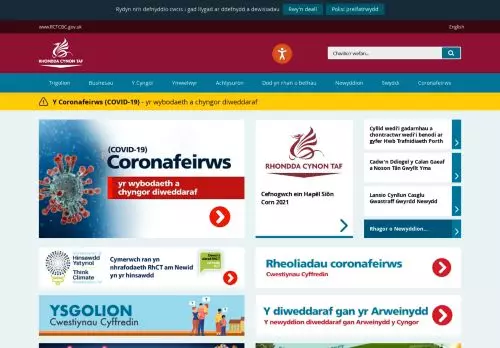 Rydyn ni'n defnyddio cwcis i gad llygaid ar ddefnydd a dewisiadau
Rwy'n deall
Polisi preifatrwydd
www.RCTCBC.gov.uk
English
RHONDDA CYNON TAF
Chwilio'r wefan...
Trigolion
Busnesau
Y Cyngor
Ymwelwyr
Achlysuron
Dod yn rhan o bethau
Newyddion
Swyddi
Coronafeirws
Y Coronafeirws (COVID-19) - yr wybodaeth a chyngor diweddaraf
(COVID-19)
Coronafeirws
yr wybodaeth a
chyngor diweddaraf
RHONDDA CYNON TAF
Cefnogwch ein Hapêl Siôn
Corn 2021
Cyllid wedi'i gadarnhau a
chontractwr wedi'i benodi ar
gyfer Hwb Trafnidiaeth Porth
Cadw'n Ddiogel y Calan Gaeaf
a Noson Tân Gwyllt Yma
Lansio Cynllun Casglu
Gwastraff Gwyrdd Newydd
Rhagor o Newyddion...
Hinsawdd
Ystyriol
Think
Climate
Cymerwch ran yn
nhrafodaeth RhCT am Newid
yn yr hinsawdd
Rheoliadau coronafeirws
Cwestiynau Cyffredin
YSGOLION
Cwestiynau Cyffredin
Y diweddaraf gan yr Arweinydd
Y newyddion diweddaraf gan Arweinydd y Cyngor